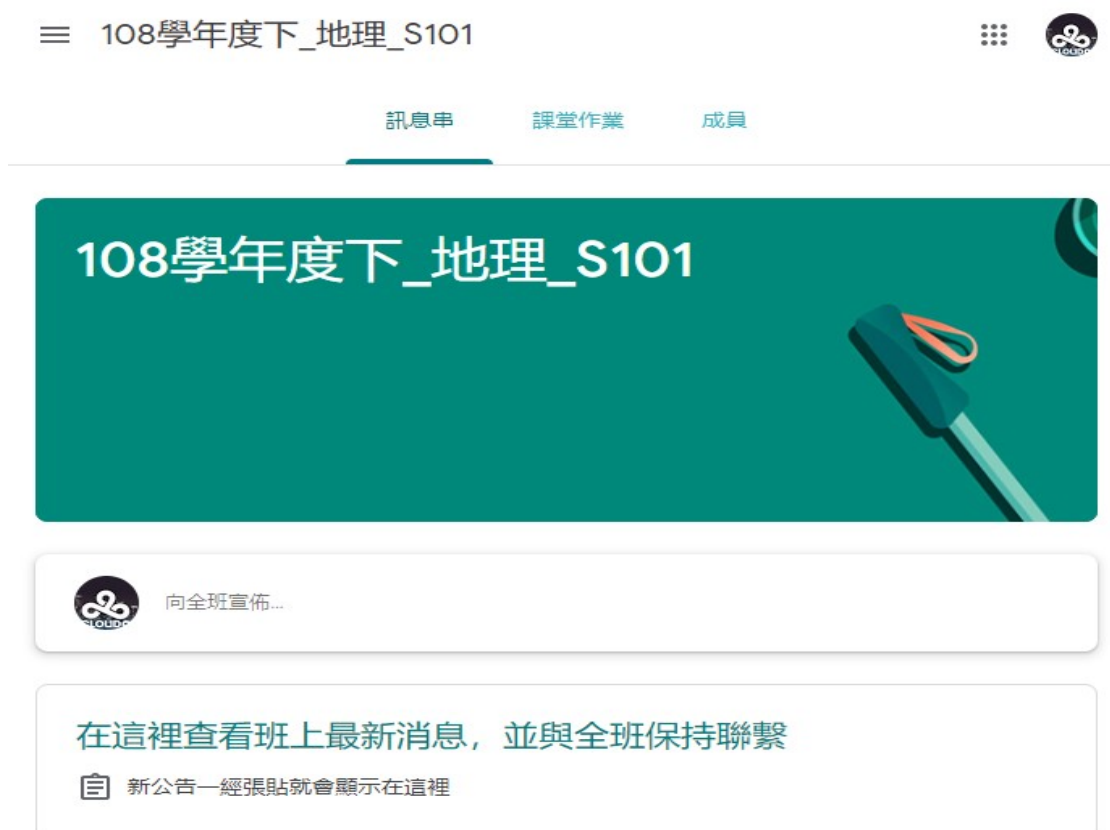 108學年度下_地理_S101
訊息串
課堂作業
成員
108學年度下_地理_S101
向全班宣佈...
在這裡查看班上最新消息，並與全班保持聯繫
新公告一經張貼就會顯示在這裡